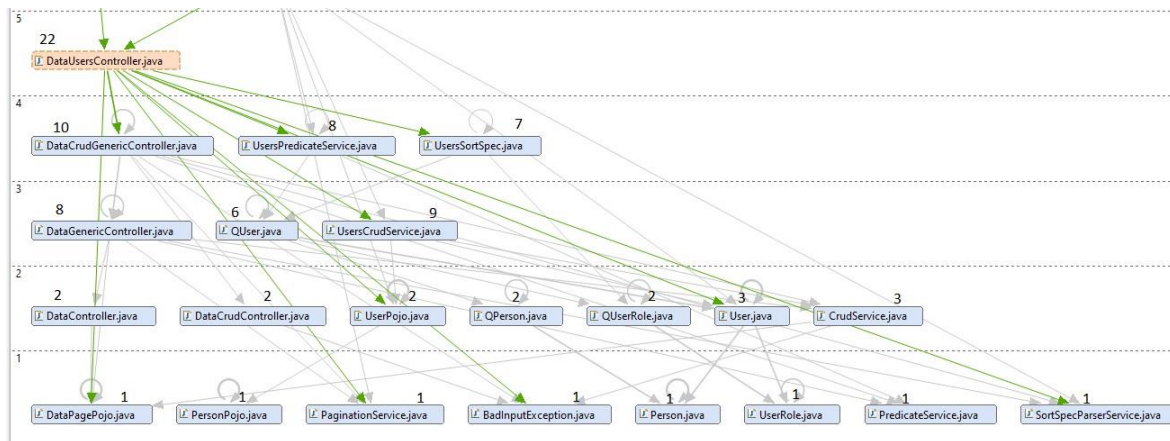 5
22
DataUsersController.java
4
10 8 7
DataCrudGenericController.java UsersPredicateService.java UsersSortSpec.java
3
8 6 9
DataGenericController.java QUser.java UsersCrudService.java
2
2 2 2 2 2 3 3
DataController.java DataCrudController.java UserPojo.java QPerson.java QUserRole.java User.java CrudService.java
1
1 1 1 1 1 1 1 1
DataPagePojo.java PersonPojo.java PaginationService.java BadInputException.java Person.java UserRole.java PredicateService.java SortSpecParserService.java